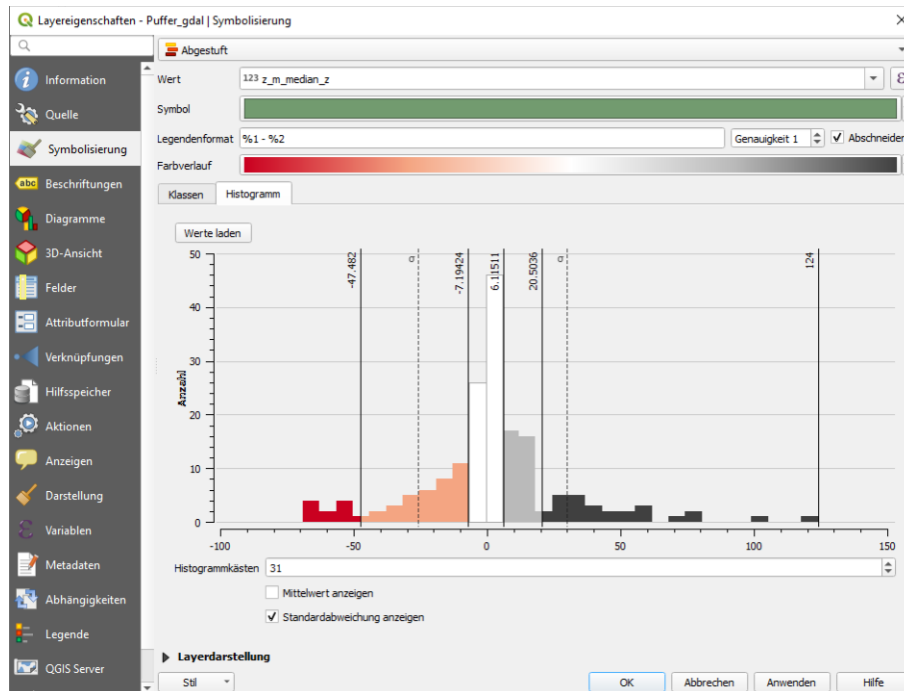 Layereigenschaften - Puffer_gdal | Symbolisierung
Information
Quelle
Symbolisierung
abc Beschriftungen
Diagramme
3D-Ansicht
Felder
Attributformular
Verknüpfungen
Hilfsspeicher
Aktionen
Anzeigen
Darstellung
Variablen
Metadaten
Abhängigkeiten
Legende
QGIS Server
Abgestuft
Wert 123 z_m_median_z ε
Symbol
Legendenformat %1 - %2 Genauigkeit 1 Abschneiden
Farbverlauf
Klassen Histogramm
Werte laden
-47.482 σ -7.19424 6.11511 20.5036 σ 124
50
40
30
20
10
0
Anzahl
-100 -50 0 50 100 150
Histogrammkästen 31
Mittelwert anzeigen
Standardabweichung anzeigen
Layerdarstellung
Stil OK Abbrechen Anwenden Hilfe